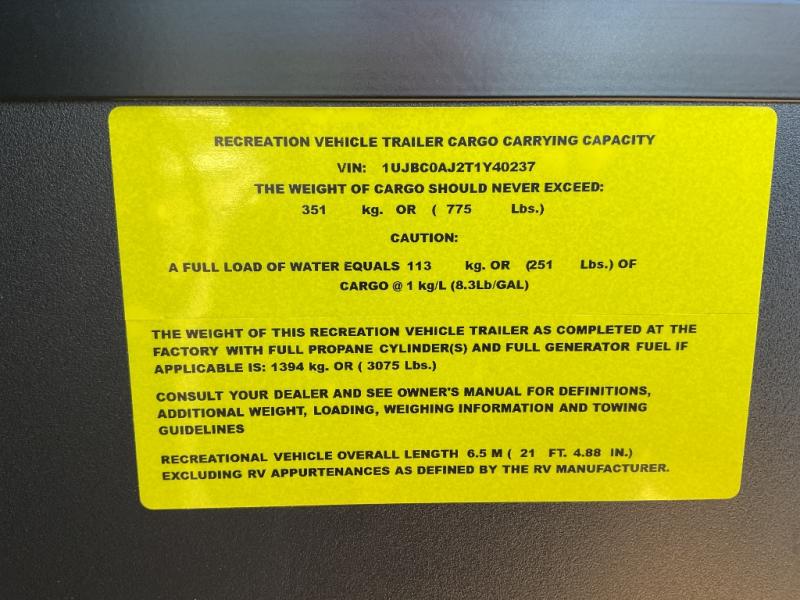 RECREATION VEHICLE TRAILER CARGO CARRYING CAPACITY
VIN: 1UJBC0AJ2T1Y40237
THE WEIGHT OF CARGO SHOULD NEVER EXCEED:
351 kg. OR ( 775 Lbs.)
CAUTION:
A FULL LOAD OF WATER EQUALS 113 kg. OR (251 Lbs.) OF
CARGO @ 1 kg/L (8.3Lb/GAL)
THE WEIGHT OF THIS RECREATION VEHICLE TRAILER AS COMPLETED AT THE
FACTORY WITH FULL PROPANE CYLINDER(S) AND FULL GENERATOR FUEL IF
APPLICABLE IS: 1394 kg. OR ( 3075 Lbs.)
CONSULT YOUR DEALER AND SEE OWNER'S MANUAL FOR DEFINITIONS,
ADDITIONAL WEIGHT, LOADING, WEIGHING INFORMATION AND TOWING
GUIDELINES
RECREATIONAL VEHICLE OVERALL LENGTH 6.5 M ( 21 FT. 4.88 IN.)
EXCLUDING RV APPURTENANCES AS DEFINED BY THE RV MANUFACTURER.